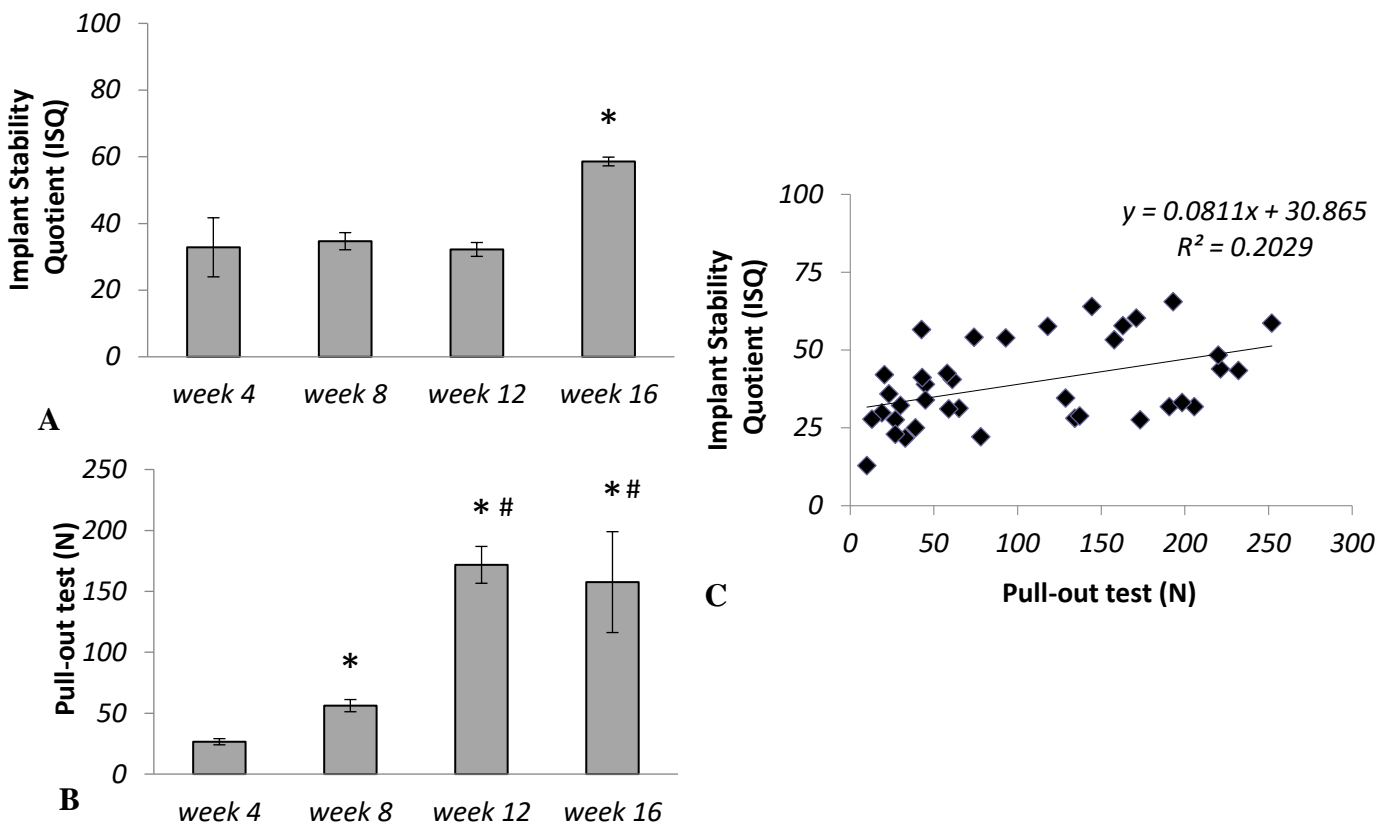 Implant Stability
Quotient (ISQ)
100
80
60
40
20
0
*
week 4 week 8 week 12 week 16
A
Pull-out test (N)
250
200
150
100
50
0
*
* #
* #
week 4 week 8 week 12 week 16
B
Implant Stability
Quotient (ISQ)
100
75
50
25
0
y = 0.0811x + 30.865
R² = 0.2029
0 50 100 150 200 250 300
Pull-out test (N)
C